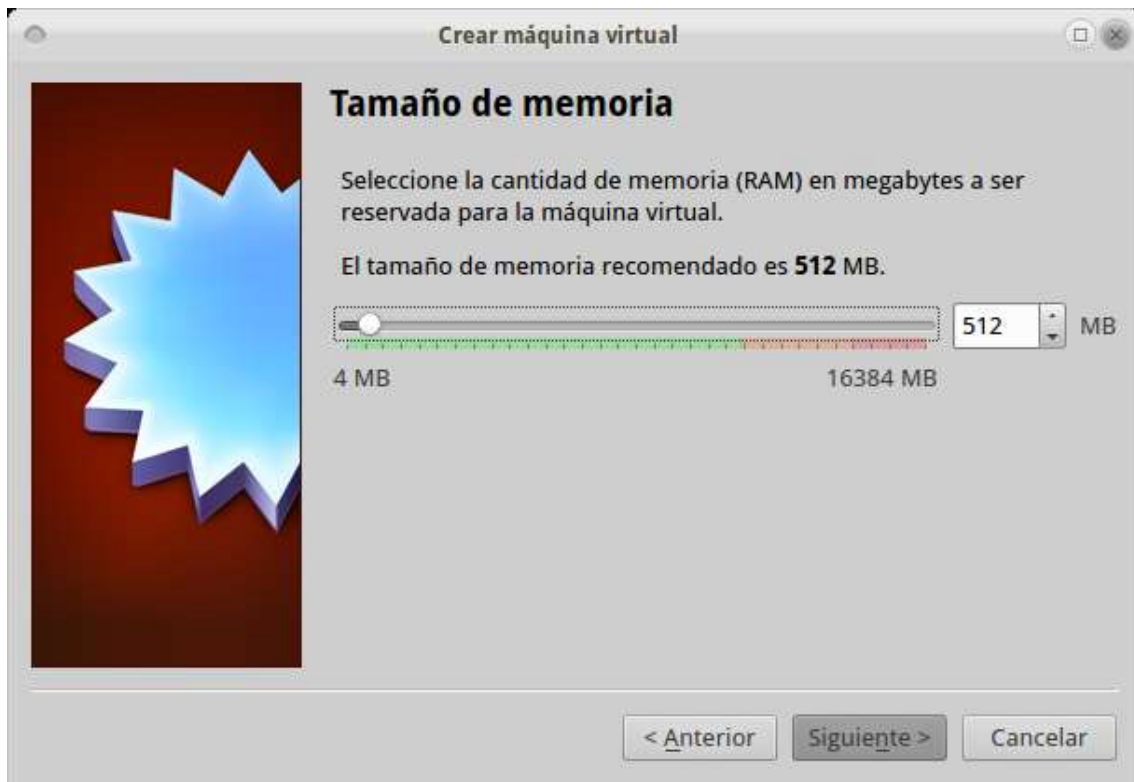 Crear máquina virtual
Tamaño de memoria
Seleccione la cantidad de memoria (RAM) en megabytes a ser
reservada para la máquina virtual.
El tamaño de memoria recomendado es 512 MB.
512 MB
4 MB 16384 MB
< Anterior Siguiente > Cancelar